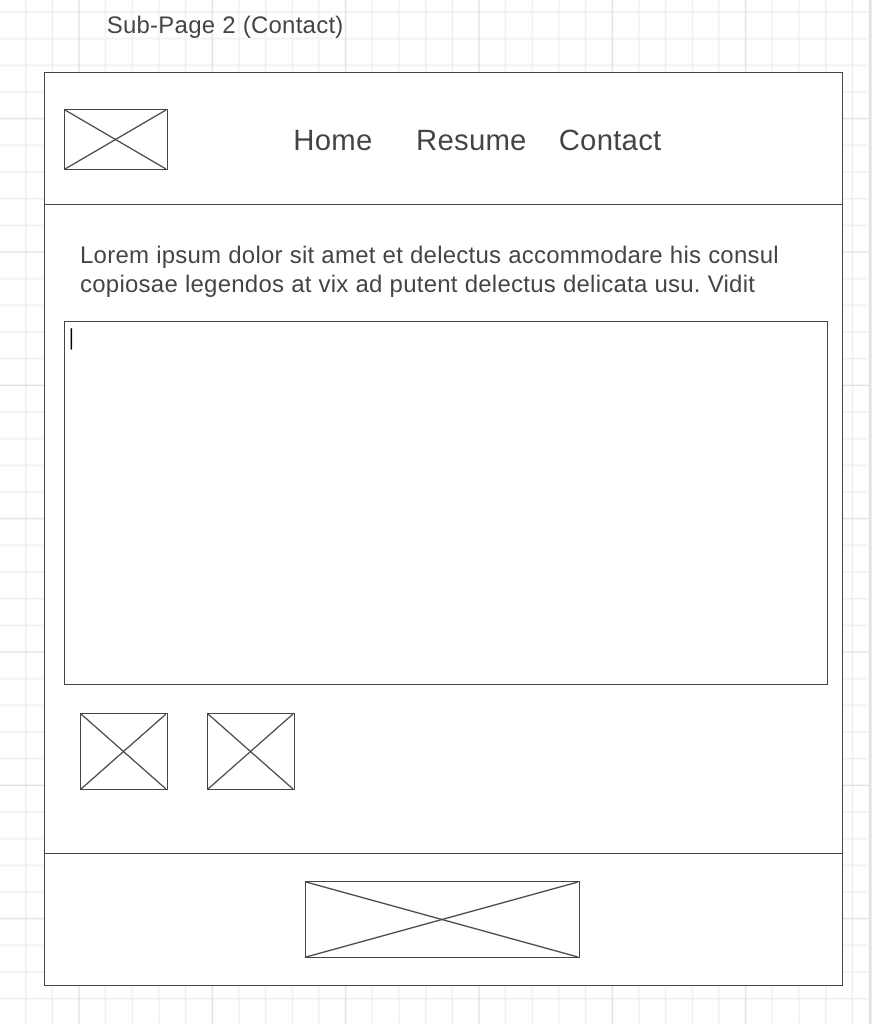 Sub-Page 2 (Contact)
Home Resume Contact
Lorem ipsum dolor sit amet et delectus accommodare his consul
copiosae legendos at vix ad putent delectus delicata usu. Vidit